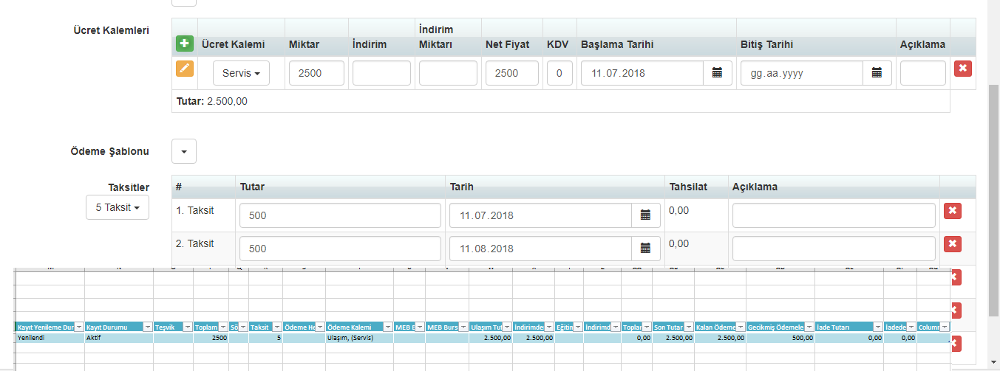 Ücret Kalemleri
Ücret Kalemi Miktar İndirim İndirim Miktarı Net Fiyat KDV Başlama Tarihi Bitiş Tarihi Açıklama
Servis 2500 2500 0 11.07.2018 gg.aa.yyyy
Tutar: 2.500,00
Ödeme Şablonu
Taksitler
5 Taksit
# Tutar Tarih Tahsilat Açıklama
1. Taksit 500 11.07.2018 0,00
2. Taksit 500 11.08.2018 0,00
Kayıt Yenileme Dur Kayıt Durumu Teşvik Toplam Sö Taksit Ödeme He Ödeme Kalemi MEB B MEB Burs Ulaşım Tut İndirimde Eğitin İndirimd Toplar Son Tutar Kalan Ödeme Gecikmiş Ödemele İade Tutarı İadede Column
Yenilendi Aktif 2500 5 Ulaşım, (Servis) 2.500,00 2.500,00 0,00 2.500,00 2.500,00 500,00 0,00 0,00